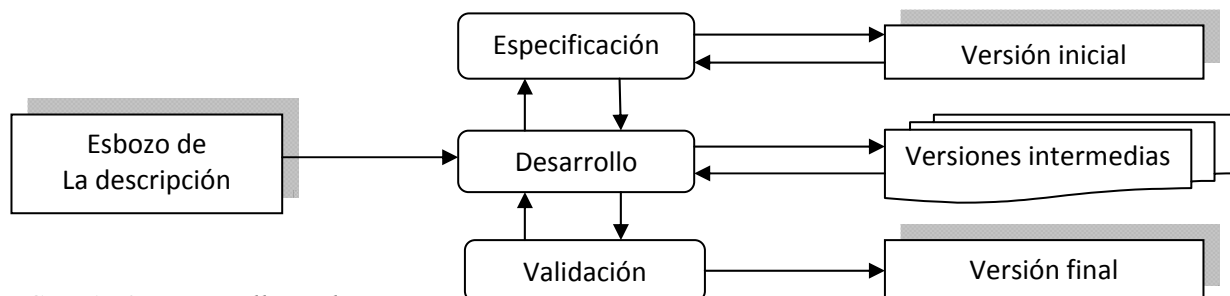 Especificación
Versión inicial
Esbozo de
La descripción
Desarrollo
Versiones intermedias
Validación
Versión final